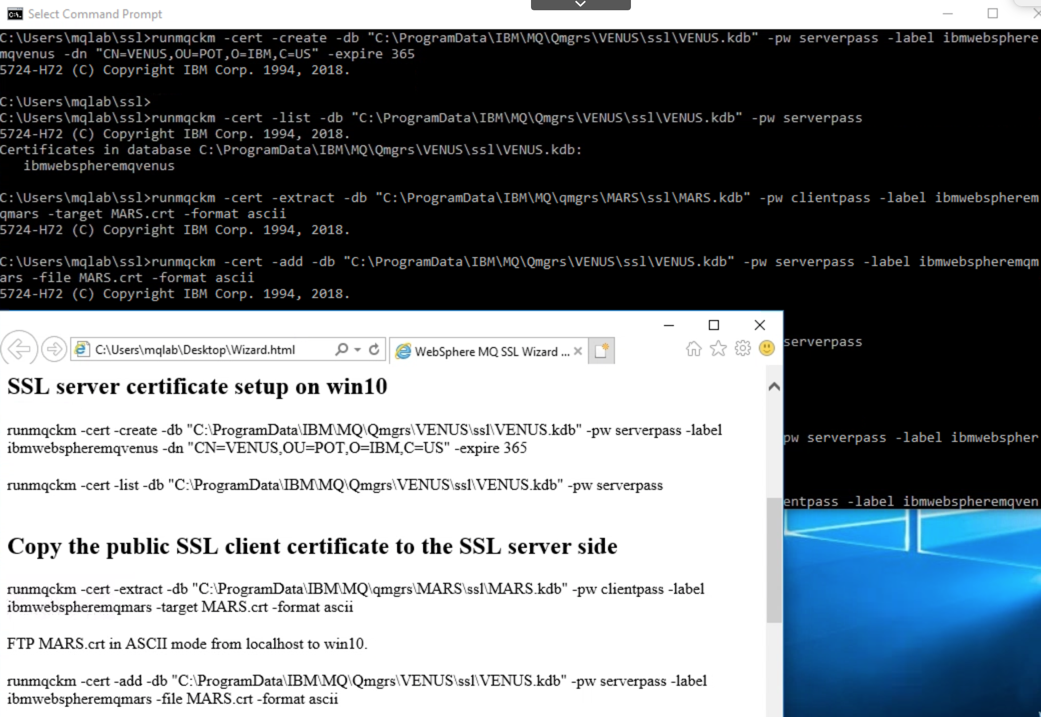 Select Command Prompt
C:\Users\mqlab\ssl>runmqckm -cert -create -db "C:\ProgramData\IBM\MQ\Qmgrs\VENUS\ssl\VENUS.kdb" -pw serverpass -label ibmwebsphere
mqvenus -dn "CN=VENUS,OU=POT,O=IBM,C=US" -expire 365
5724-H72 (C) Copyright IBM Corp. 1994, 2018.
C:\Users\mqlab\ssl>
C:\Users\mqlab\ssl>runmqckm -cert -list -db "C:\ProgramData\IBM\MQ\Qmgrs\VENUS\ssl\VENUS.kdb" -pw serverpass
5724-H72 (C) Copyright IBM Corp. 1994, 2018.
Certificates in database C:\ProgramData\IBM\MQ\Qmgrs\VENUS\ssl\VENUS.kdb:
ibmwebspheremqvenus
C:\Users\mqlab\ssl>runmqckm -cert -extract -db "C:\ProgramData\IBM\MQ\qmgrs\MARS\ssl\MARS.kdb" -pw clientpass -label ibmwebspherem
qmars -target MARS.crt -format ascii
5724-H72 (C) Copyright IBM Corp. 1994, 2018.
C:\Users\mqlab\ssl>runmqckm -cert -add -db "C:\ProgramData\IBM\MQ\Qmgrs\VENUS\ssl\VENUS.kdb" -pw serverpass -label ibmwebspheremqm
ars -file MARS.crt -format ascii
5724-H72 (C) Copyright IBM Corp. 1994, 2018.
serverpass
pw serverpass -label ibmwebspher
entpass -label ibmwebspheremqven
C:\Users\mqlab\Desktop\Wizard.html
WebSphere MQ SSL Wizard ...
SSL server certificate setup on win10
runmqckm -cert -create -db "C:\ProgramData\IBM\MQ\Qmgrs\VENUS\ssl\VENUS.kdb" -pw serverpass -label
ibmwebspheremqvenus -dn "CN=VENUS,OU=POT,O=IBM,C=US" -expire 365
runmqckm -cert -list -db "C:\ProgramData\IBM\MQ\Qmgrs\VENUS\ssl\VENUS.kdb" -pw serverpass
Copy the public SSL client certificate to the SSL server side
runmqckm -cert -extract -db "C:\ProgramData\IBM\MQ\qmgrs\MARS\ssl\MARS.kdb" -pw clientpass -label
ibmwebspheremqmars -target MARS.crt -format ascii
FTP MARS.crt in ASCII mode from localhost to win10.
runmqckm -cert -add -db "C:\ProgramData\IBM\MQ\Qmgrs\VENUS\ssl\VENUS.kdb" -pw serverpass -label
ibmwebspheremqmars -file MARS.crt -format ascii